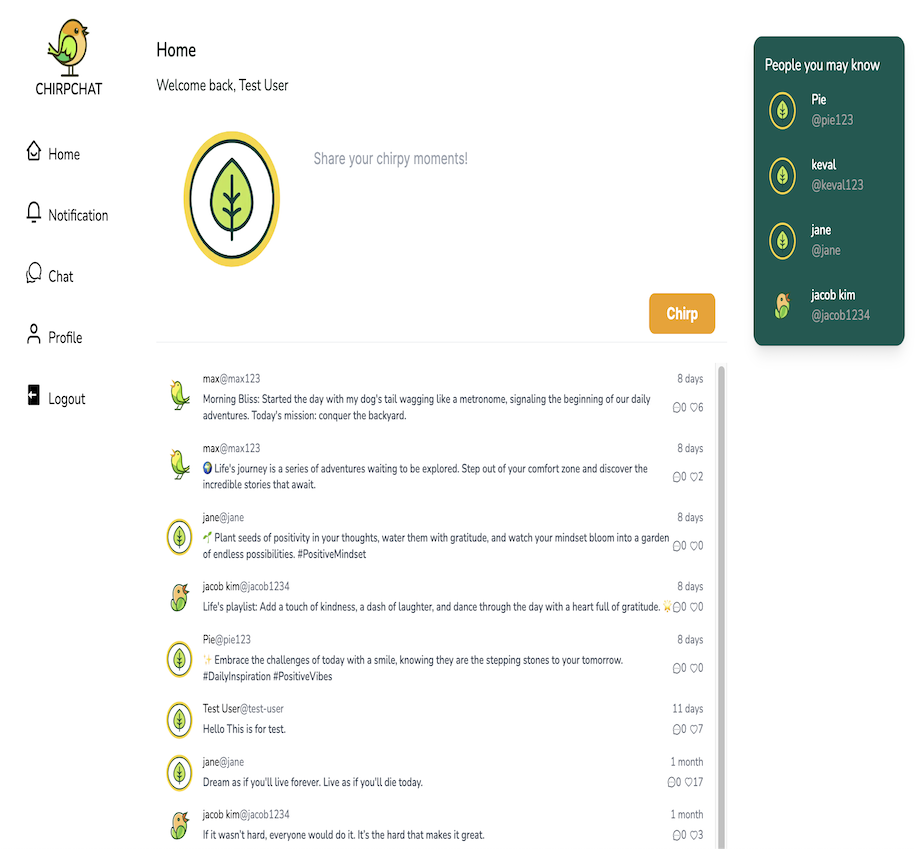 CHIRPCHAT
Home
Notification
Chat
Profile
Logout
Home
Welcome back, Test User
Share your chirpy moments!
Chirp
max@max123 8 days
Morning Bliss: Started the day with my dog's tail wagging like a metronome, signaling the beginning of our daily
adventures. Today's mission: conquer the backyard.
0 6
max@max123 8 days
🌍 Life's journey is a series of adventures waiting to be explored. Step out of your comfort zone and discover the
incredible stories that await.
0 2
jane@jane 8 days
🌱 Plant seeds of positivity in your thoughts, water them with gratitude, and watch your mindset bloom into a garden
of endless possibilities. #PositiveMindset
0 0
jacob kim@jacob1234 8 days
Life's playlist: Add a touch of kindness, a dash of laughter, and dance through the day with a heart full of gratitude. 🌟 0 0
Pie@pie123 8 days
✨ Embrace the challenges of today with a smile, knowing they are the stepping stones to your tomorrow.
#DailyInspiration #PositiveVibes
0 0
Test User@test-user 11 days
Hello This is for test. 0 7
jane@jane 1 month
Dream as if you'll live forever. Live as if you'll die today. 0 17
jacob kim@jacob1234 1 month
If it wasn't hard, everyone would do it. It's the hard that makes it great. 0 3
People you may know
Pie
@pie123
keval
@keval123
jane
@jane
jacob kim
@jacob1234